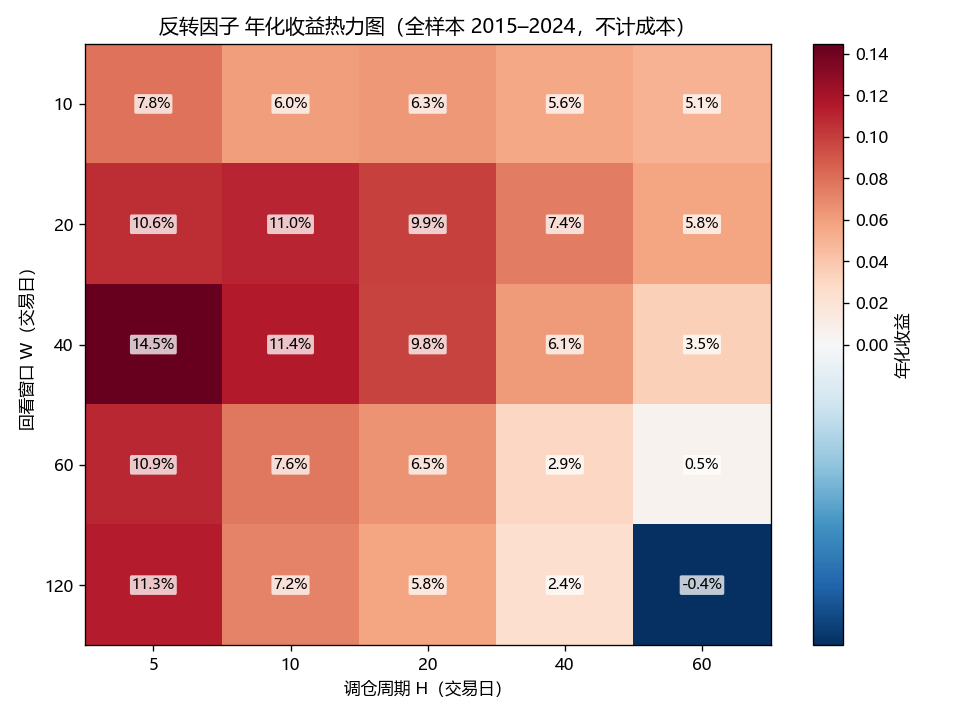 反转因子 年化收益热力图（全样本 2015–2024，不计成本）
10 7.8% 6.0% 6.3% 5.6% 5.1%
20 10.6% 11.0% 9.9% 7.4% 5.8%
40 14.5% 11.4% 9.8% 6.1% 3.5%
60 10.9% 7.6% 6.5% 2.9% 0.5%
120 11.3% 7.2% 5.8% 2.4% -0.4%
5 10 20 40 60
调仓周期 H（交易日）
回看窗口 W（交易日）
0.14
0.12
0.10
0.08
0.06
0.04
0.02
0.00
年化收益